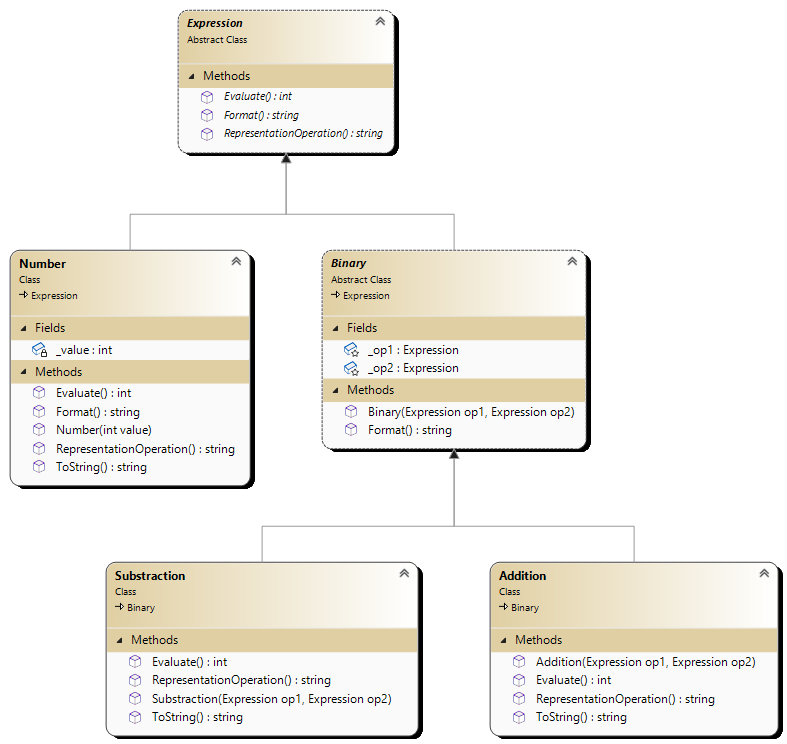 Expression
Abstract Class
Methods
Evaluate() : int
Format() : string
RepresentationOperation() : string
Number
Class
Expression
Fields
_value : int
Methods
Evaluate() : int
Format() : string
Number(int value)
RepresentationOperation() : string
ToString() : string
Binary
Abstract Class
Expression
Fields
_op1 : Expression
_op2 : Expression
Methods
Binary(Expression op1, Expression op2)
Format() : string
Substraction
Class
Binary
Methods
Evaluate() : int
RepresentationOperation() : string
Substraction(Expression op1, Expression op2)
ToString() : string
Addition
Class
Binary
Methods
Addition(Expression op1, Expression op2)
Evaluate() : int
RepresentationOperation() : string
ToString() : string